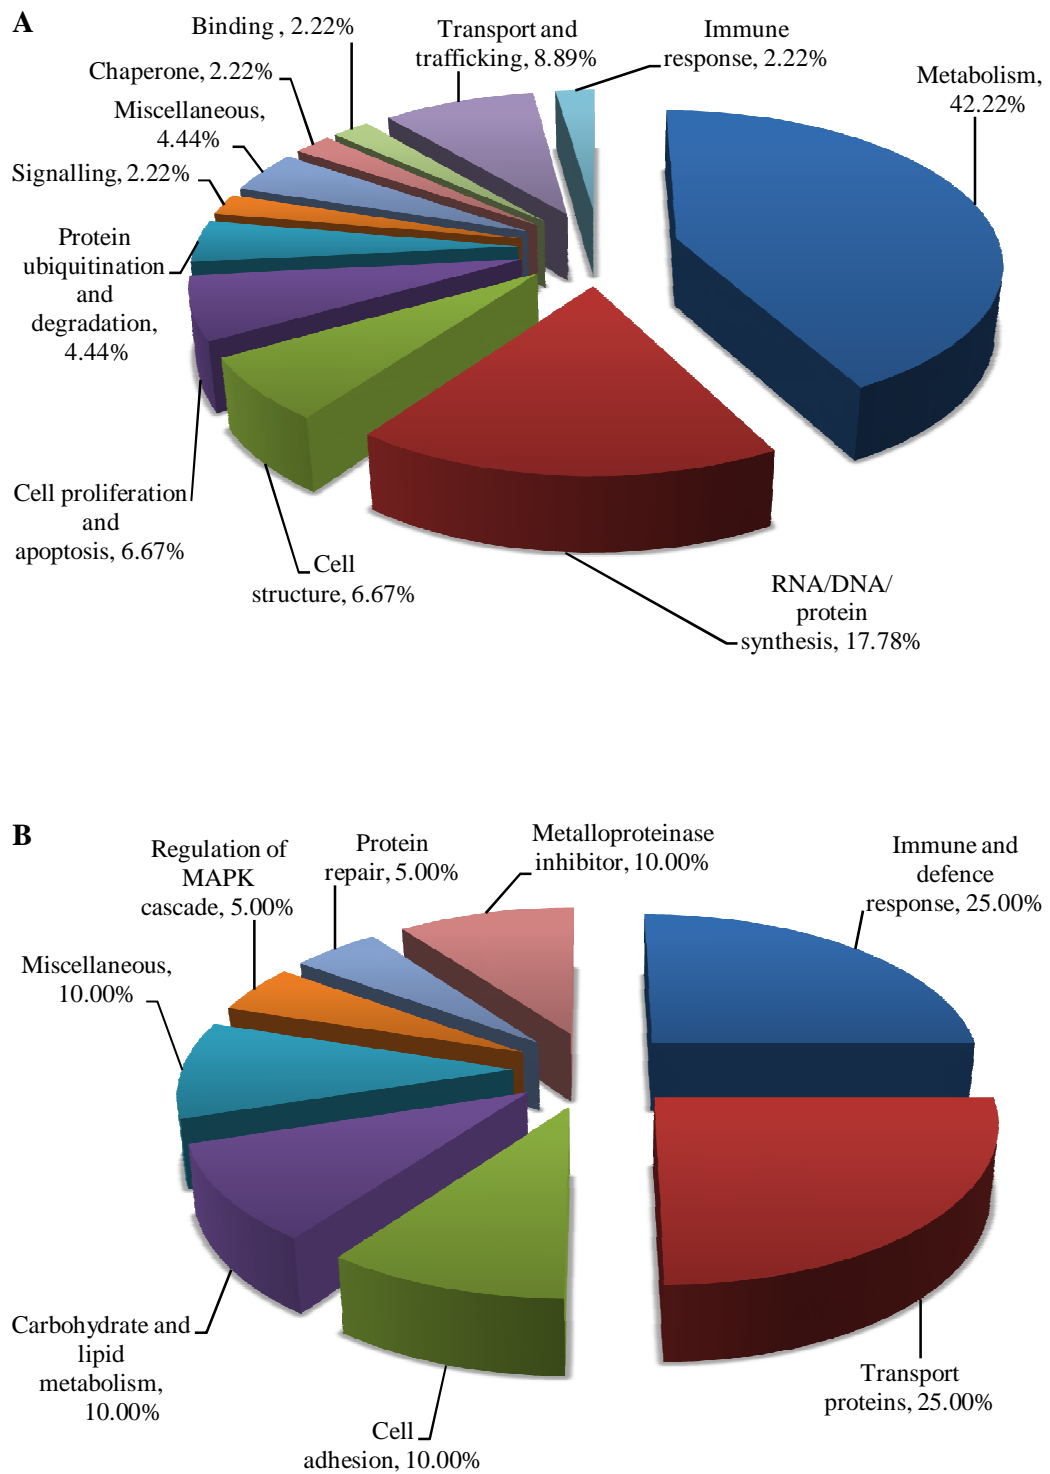 A
Binding , 2.22%
Transport and
trafficking, 8.89%
Immune
response, 2.22%
Metabolism,
42.22%
Chaperone, 2.22%
Miscellaneous,
4.44%
Signalling, 2.22%
Protein
ubiquitination
and
degradation,
4.44%
Cell proliferation
and
apoptosis, 6.67%
Cell
structure, 6.67%
RNA/DNA/
protein
synthesis, 17.78%
B
Regulation of
MAPK
cascade, 5.00%
Protein
repair, 5.00%
Metalloproteinase
inhibitor, 10.00%
Immune and
defence
response, 25.00%
Miscellaneous,
10.00%
Carbohydrate and
lipid
metabolism,
10.00%
Cell
adhesion, 10.00%
Transport
proteins, 25.00%